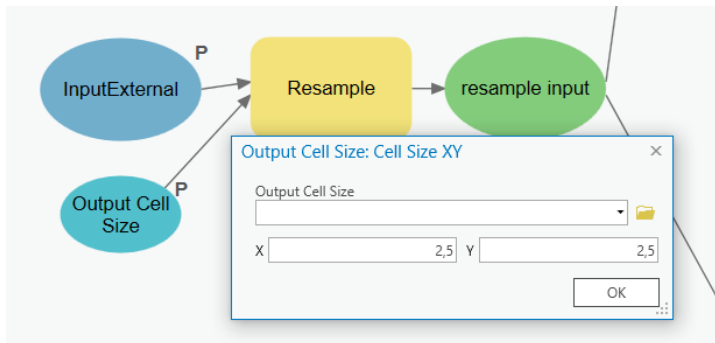 P
InputExternal
Resample
resample input
Output Cell Size: Cell Size XY
P
Output Cell
Size
Output Cell Size
X 2,5 Y 2,5
OK